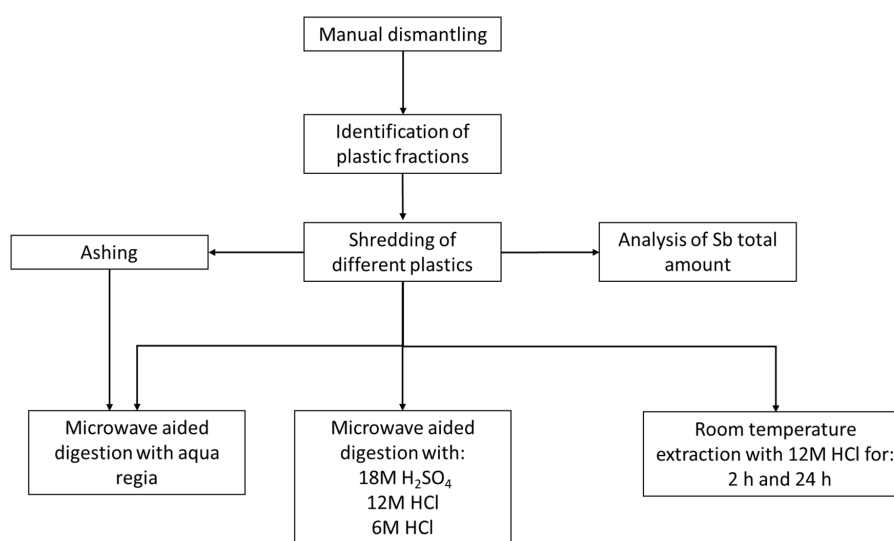 Manual dismantling
Identification of
plastic fractions
Ashing
Shredding of
different plastics
Analysis of Sb total
amount
Microwave aided
digestion with aqua
regia
Microwave aided
digestion with:
18M H₂SO₄
12M HCl
6M HCl
Room temperature
extraction with 12M HCl for:
2 h and 24 h